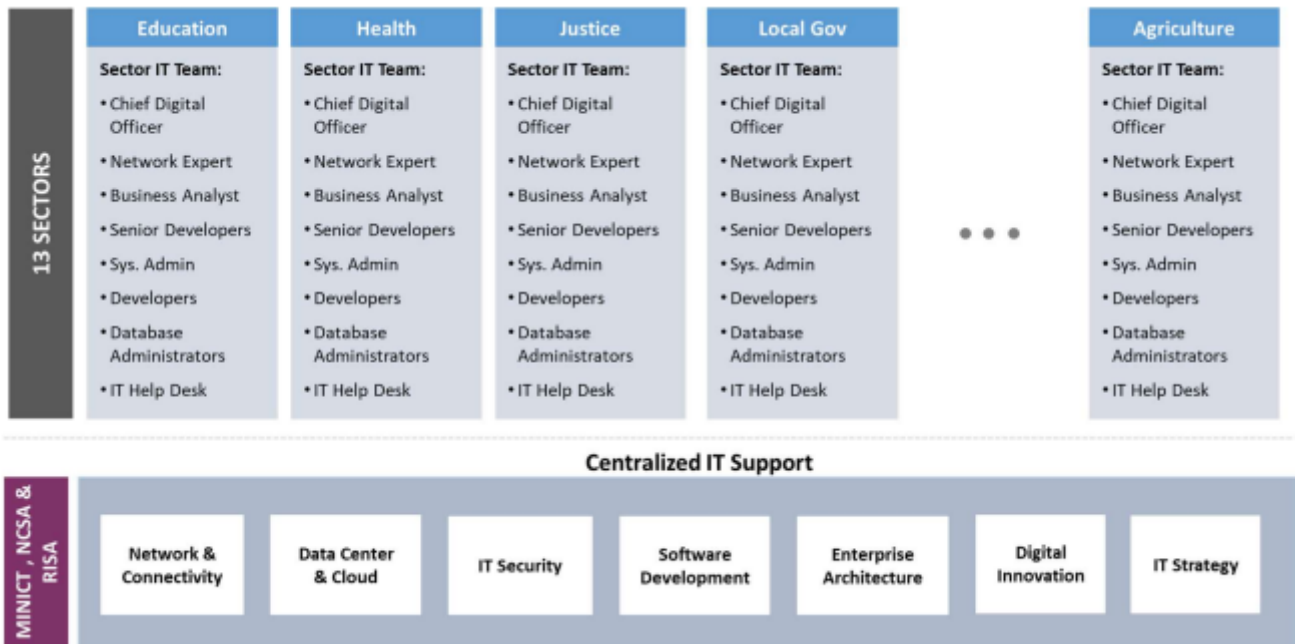 13 SECTORS
Education
Sector IT Team:
• Chief Digital
Officer
• Network Expert
• Business Analyst
• Senior Developers
• Sys. Admin
• Developers
• Database
Administrators
• IT Help Desk
Health
Sector IT Team:
• Chief Digital
Officer
• Network Expert
• Business Analyst
• Senior Developers
• Sys. Admin
• Developers
• Database
Administrators
• IT Help Desk
Justice
Sector IT Team:
• Chief Digital
Officer
• Network Expert
• Business Analyst
• Senior Developers
• Sys. Admin
• Developers
• Database
Administrators
• IT Help Desk
Local Gov
Sector IT Team:
• Chief Digital
Officer
• Network Expert
• Business Analyst
• Senior Developers
• Sys. Admin
• Developers
• Database
Administrators
• IT Help Desk
Agriculture
Sector IT Team:
• Chief Digital
Officer
• Network Expert
• Business Analyst
• Senior Developers
• Sys. Admin
• Developers
• Database
Administrators
• IT Help Desk
Centralized IT Support
MINICT , NCSA &
RISA
Network &
Connectivity
Data Center
& Cloud
IT Security
Software
Development
Enterprise
Architecture
Digital
Innovation
IT Strategy